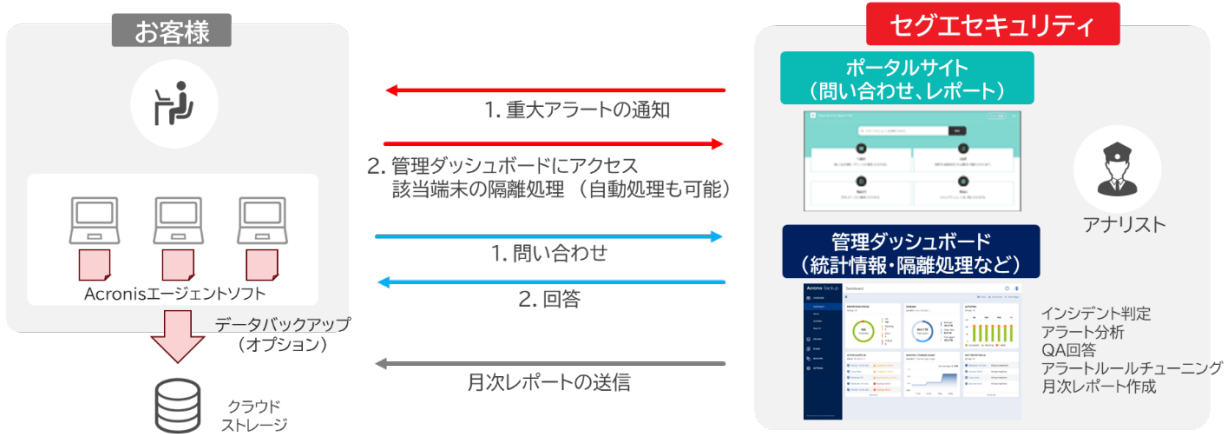 お客様
Acronisエージェントソフト
データバックアップ
（オプション）
クラウド
ストレージ
1. 重大アラートの通知
2. 管理ダッシュボードにアクセス
該当端末の隔離処理 （自動処理も可能）
1. 問い合わせ
2. 回答
月次レポートの送信
セグエセキュリティ
ポータルサイト
（問い合わせ、レポート）
管理ダッシュボード
（統計情報・隔離処理など）
Acronis
Dashboard
アナリスト
インシデント判定
アラート分析
QA回答
アラートルールチューニング
月次レポート作成